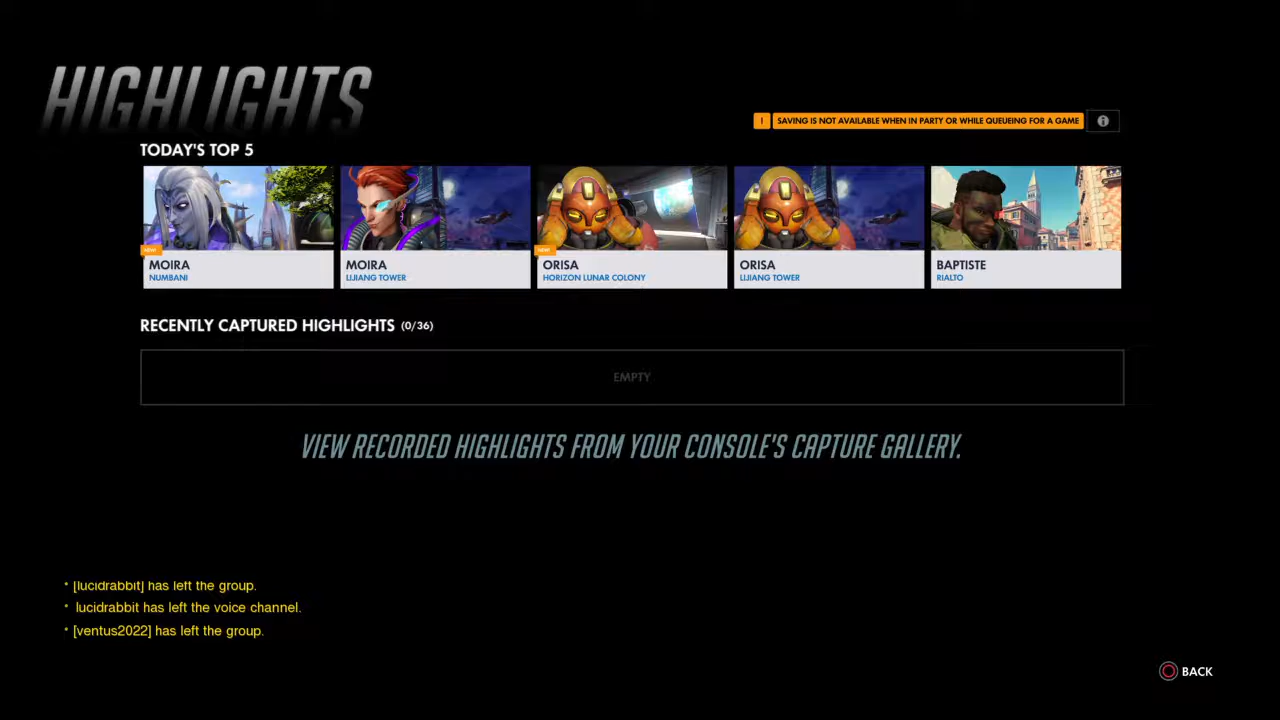 HIGHLIGHTS
! SAVING IS NOT AVAILABLE WHEN IN PARTY OR WHILE QUEUEING FOR A GAME
TODAY'S TOP 5
NEW!
MOIRA
NUMBANI
MOIRA
LIJIANG TOWER
NEW!
ORISA
HORIZON LUNAR COLONY
ORISA
LIJIANG TOWER
BAPTISTE
RIALTO
RECENTLY CAPTURED HIGHLIGHTS (0/36)
EMPTY
VIEW RECORDED HIGHLIGHTS FROM YOUR CONSOLE'S CAPTURE GALLERY.
• [lucidrabbit] has left the group.
• lucidrabbit has left the voice channel.
• [ventus2022] has left the group.
BACK